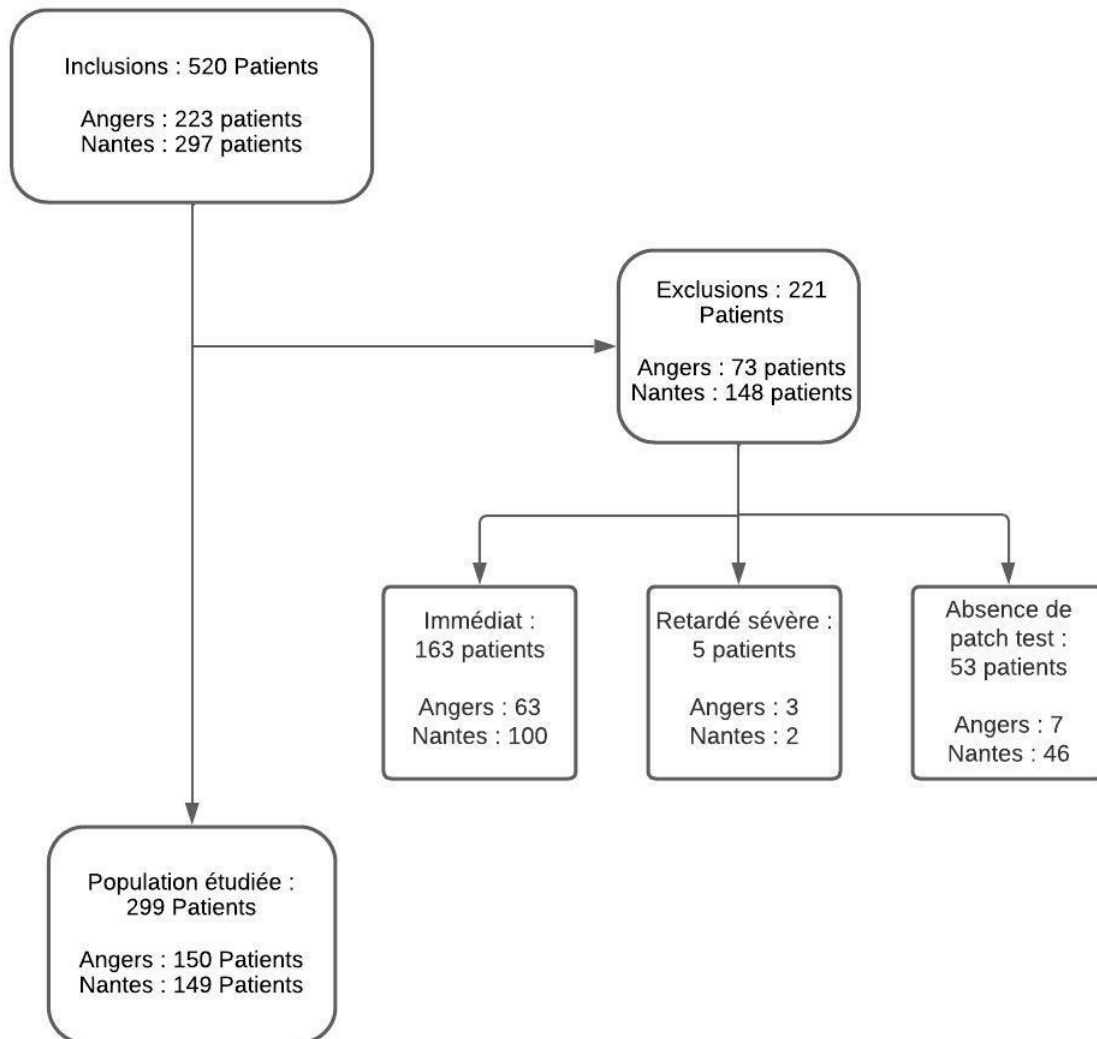 Inclusions : 520 Patients
Angers : 223 patients
Nantes : 297 patients
Exclusions : 221
Patients
Angers : 73 patients
Nantes : 148 patients
Immédiat :
163 patients
Angers : 63
Nantes : 100
Retardé sévère :
5 patients
Angers : 3
Nantes : 2
Absence de
patch test :
53 patients
Angers : 7
Nantes : 46
Population étudiée :
299 Patients
Angers : 150 Patients
Nantes : 149 Patients